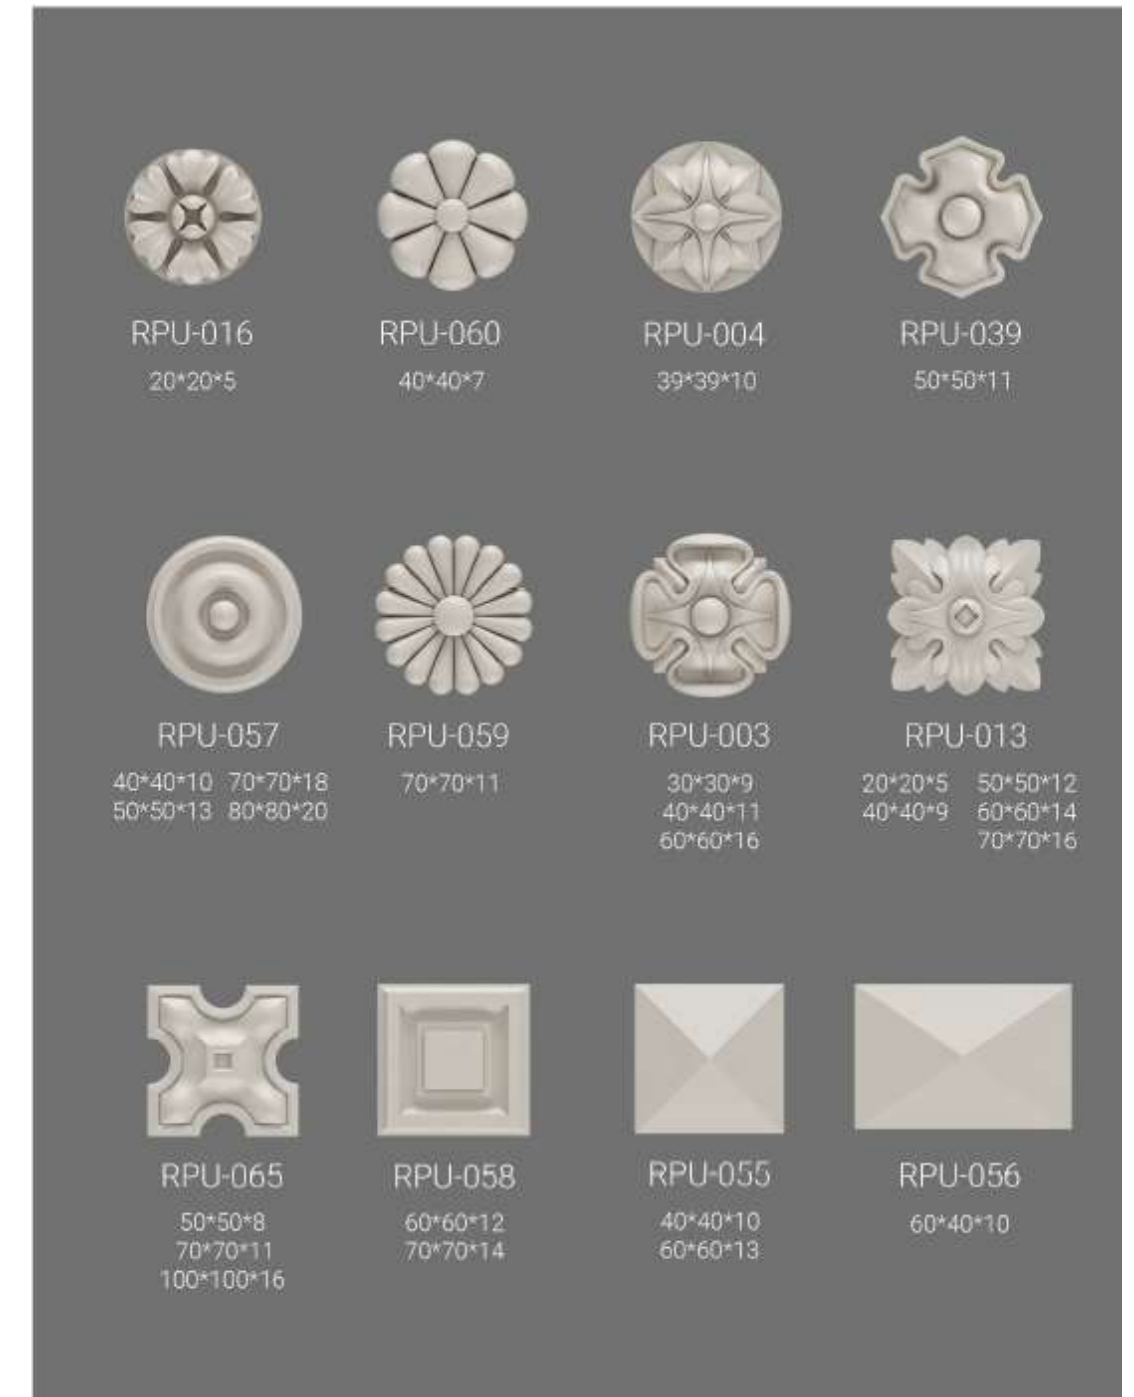 RPU-016 RPU-060 RPU-004 RPU-039
20*20*5 40*40*7 39*39*10 50*50*11
RPU-057 RPU-059 RPU-003 RPU-013
40*40*10 70*70*18 70*70*11 30*30*9 20*20*5 50*50*12
50*50*13 80*80*20 40*40*11 40*40*9 60*60*14
60*60*16 70*70*16
RPU-065 RPU-058 RPU-055 RPU-056
50*50*8 60*60*12 40*40*10 60*40*10
70*70*11 70*70*14 60*60*13
100*100*16